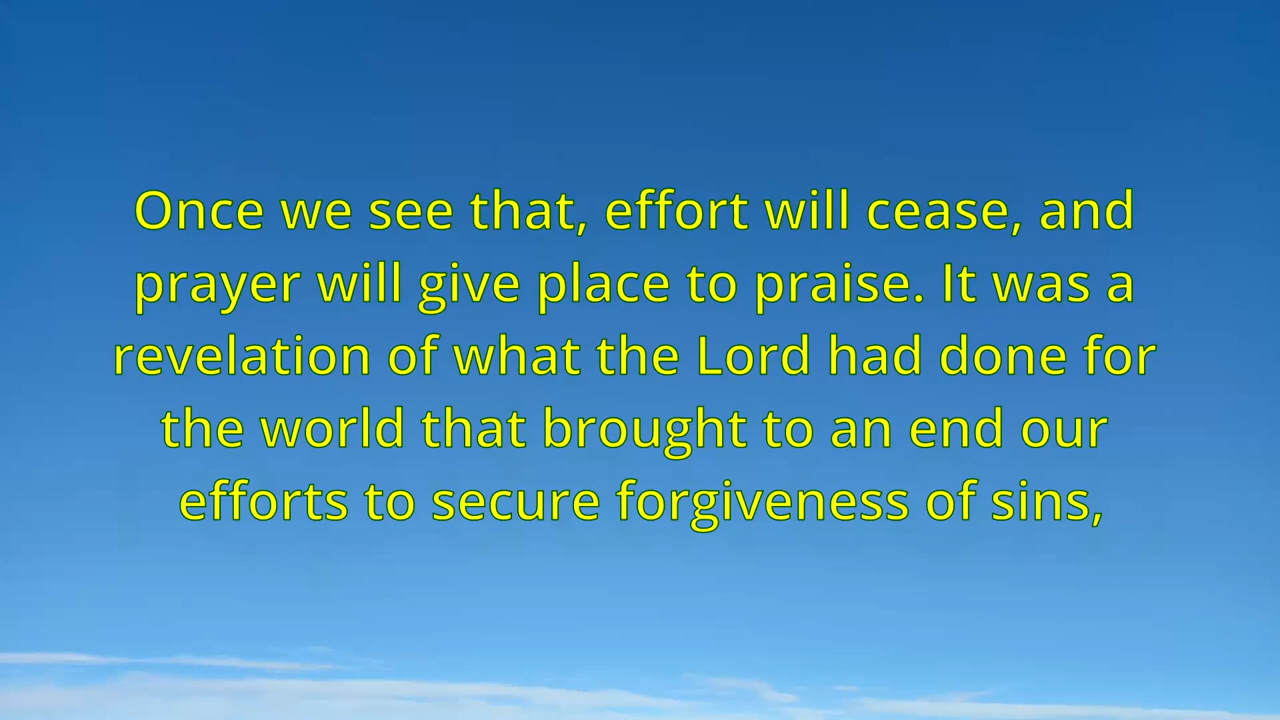 Once we see that, effort will cease, and
prayer will give place to praise. It was a
revelation of what the Lord had done for
the world that brought to an end our
efforts to secure forgiveness of sins,